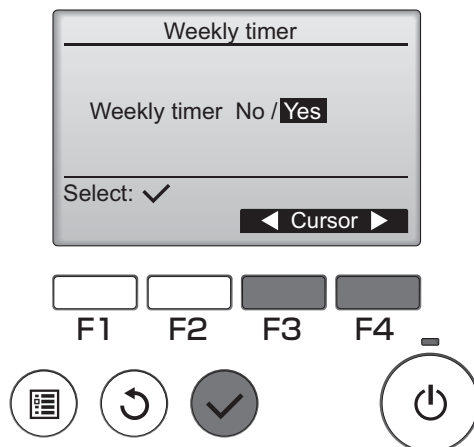 Weekly timer
Weekly timer No / Yes
Select: ✓
◀ Cursor ▶
F1 F2 F3 F4